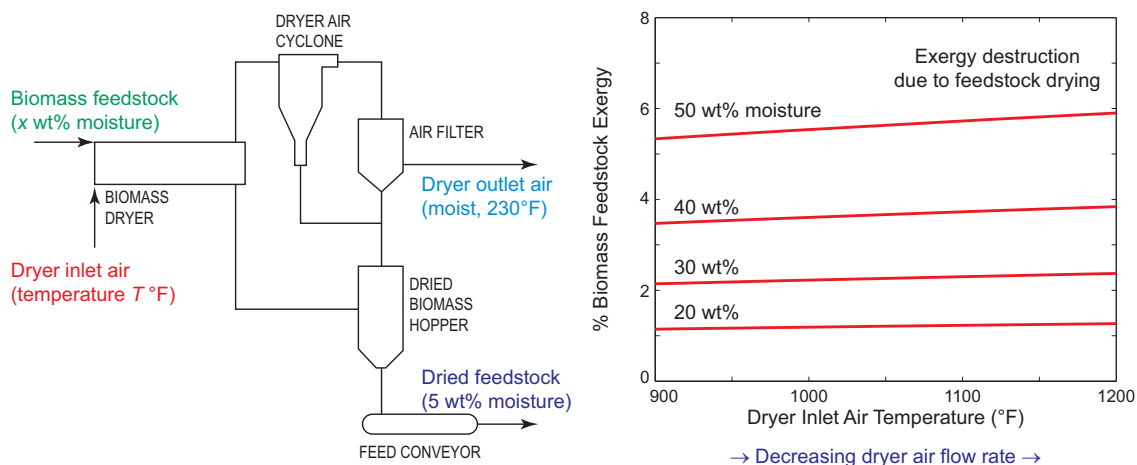 DRYER AIR
CYCLONE
Biomass feedstock
(x wt% moisture)
AIR FILTER
BIOMASS
DRYER
Dryer outlet air
(moist, 230°F)
Dryer inlet air
(temperature T °F)
DRIED
BIOMASS
HOPPER
Dried feedstock
(5 wt% moisture)
FEED CONVEYOR
% Biomass Feedstock Exergy
8
6
4
2
0
Exergy destruction
due to feedstock drying
50 wt% moisture
40 wt%
30 wt%
20 wt%
900
1000
1100
1200
Dryer Inlet Air Temperature (°F)
→ Decreasing dryer air flow rate →